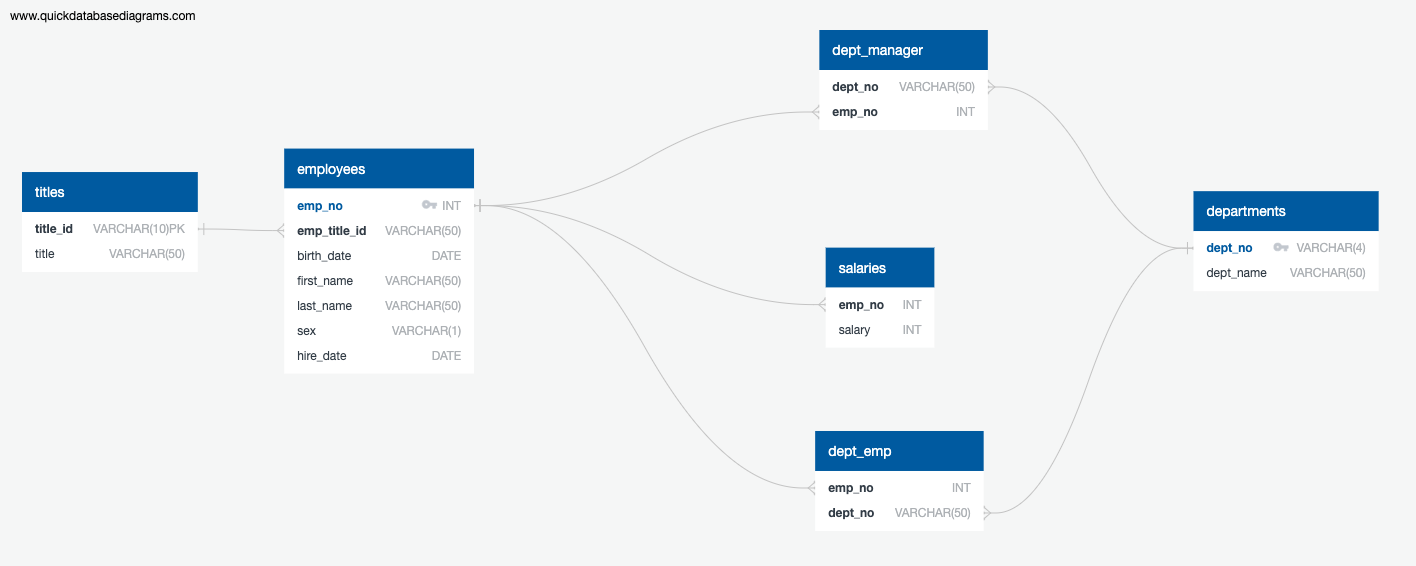 www.quickdatabasediagrams.com
titles
title_id VARCHAR(10)PK
title VARCHAR(50)
employees
emp_no INT
emp_title_id VARCHAR(50)
birth_date DATE
first_name VARCHAR(50)
last_name VARCHAR(50)
sex VARCHAR(1)
hire_date DATE
dept_manager
dept_no VARCHAR(50)
emp_no INT
salaries
emp_no INT
salary INT
dept_emp
emp_no INT
dept_no VARCHAR(50)
departments
dept_no VARCHAR(4)
dept_name VARCHAR(50)